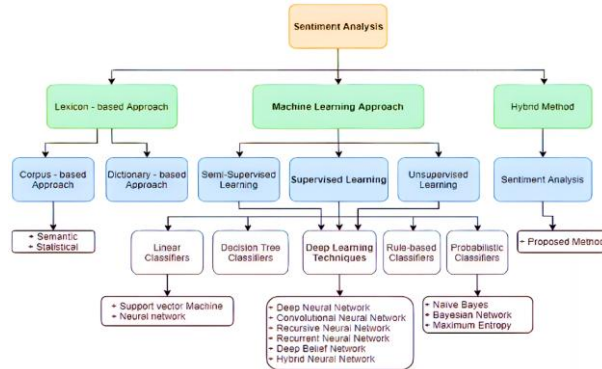 Sentiment Analysis
Lexicon - based Approach
Machine Learning Approach
Hybrid Method
Corpus - based
Approach
Dictionary - based
Approach
Semi-Supervised
Learning
Supervised Learning
Unsupervised
Learning
Sentiment Analysis
+ Semantic
+ Statistical
Linear
Classifiers
Decision Tree
Classifiers
Deep Learning
Techniques
Rule-based
Classifiers
Probabilistic
Classifiers
+ Proposed Method
+ Support vector Machine
+ Neural network
+ Deep Neural Network
+ Convolutional Neural Network
+ Recursive Neural Network
+ Recurrent Neural Network
+ Deep Belief Network
+ Hybrid Neural Network
+ Naive Bayes
+ Bayesian Network
+ Maximum Entropy